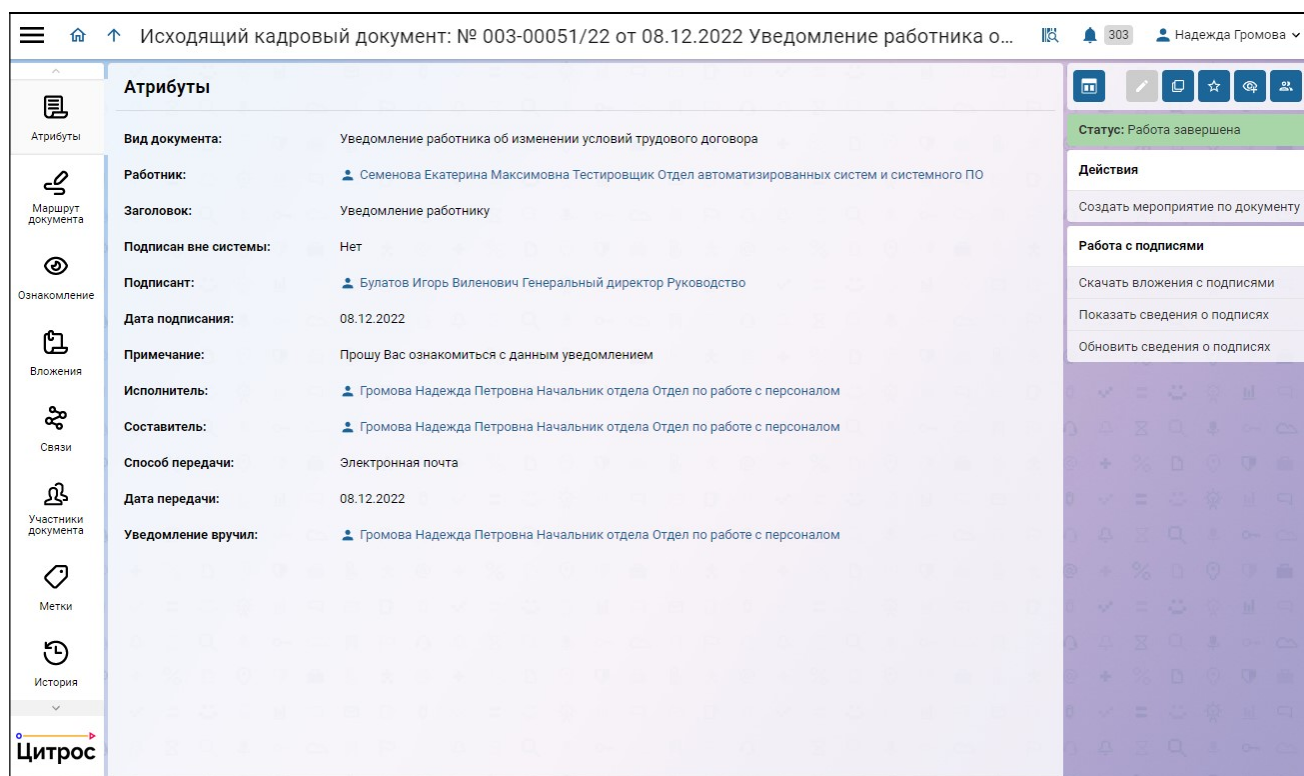 Исходящий кадровый документ: № 003-00051/22 от 08.12.2022 Уведомление работника о...
303
Надежда Громова
Атрибуты
Маршрут
документа
Ознакомление
Вложения
Связи
Участники
документа
Метки
История
Цитрос
Атрибуты
Вид документа: Уведомление работника об изменении условий трудового договора
Работник: Семенова Екатерина Максимовна Тестировщик Отдел автоматизированных систем и системного ПО
Заголовок: Уведомление работнику
Подписан вне системы: Нет
Подписант: Булатов Игорь Виленович Генеральный директор Руководство
Дата подписания: 08.12.2022
Примечание: Прошу Вас ознакомиться с данным уведомлением
Исполнитель: Громова Надежда Петровна Начальник отдела Отдел по работе с персоналом
Составитель: Громова Надежда Петровна Начальник отдела Отдел по работе с персоналом
Способ передачи: Электронная почта
Дата передачи: 08.12.2022
Уведомление вручил: Громова Надежда Петровна Начальник отдела Отдел по работе с персоналом
Статус: Работа завершена
Действия
Создать мероприятие по документу
Работа с подписями
Скачать вложения с подписями
Показать сведения о подписях
Обновить сведения о подписях